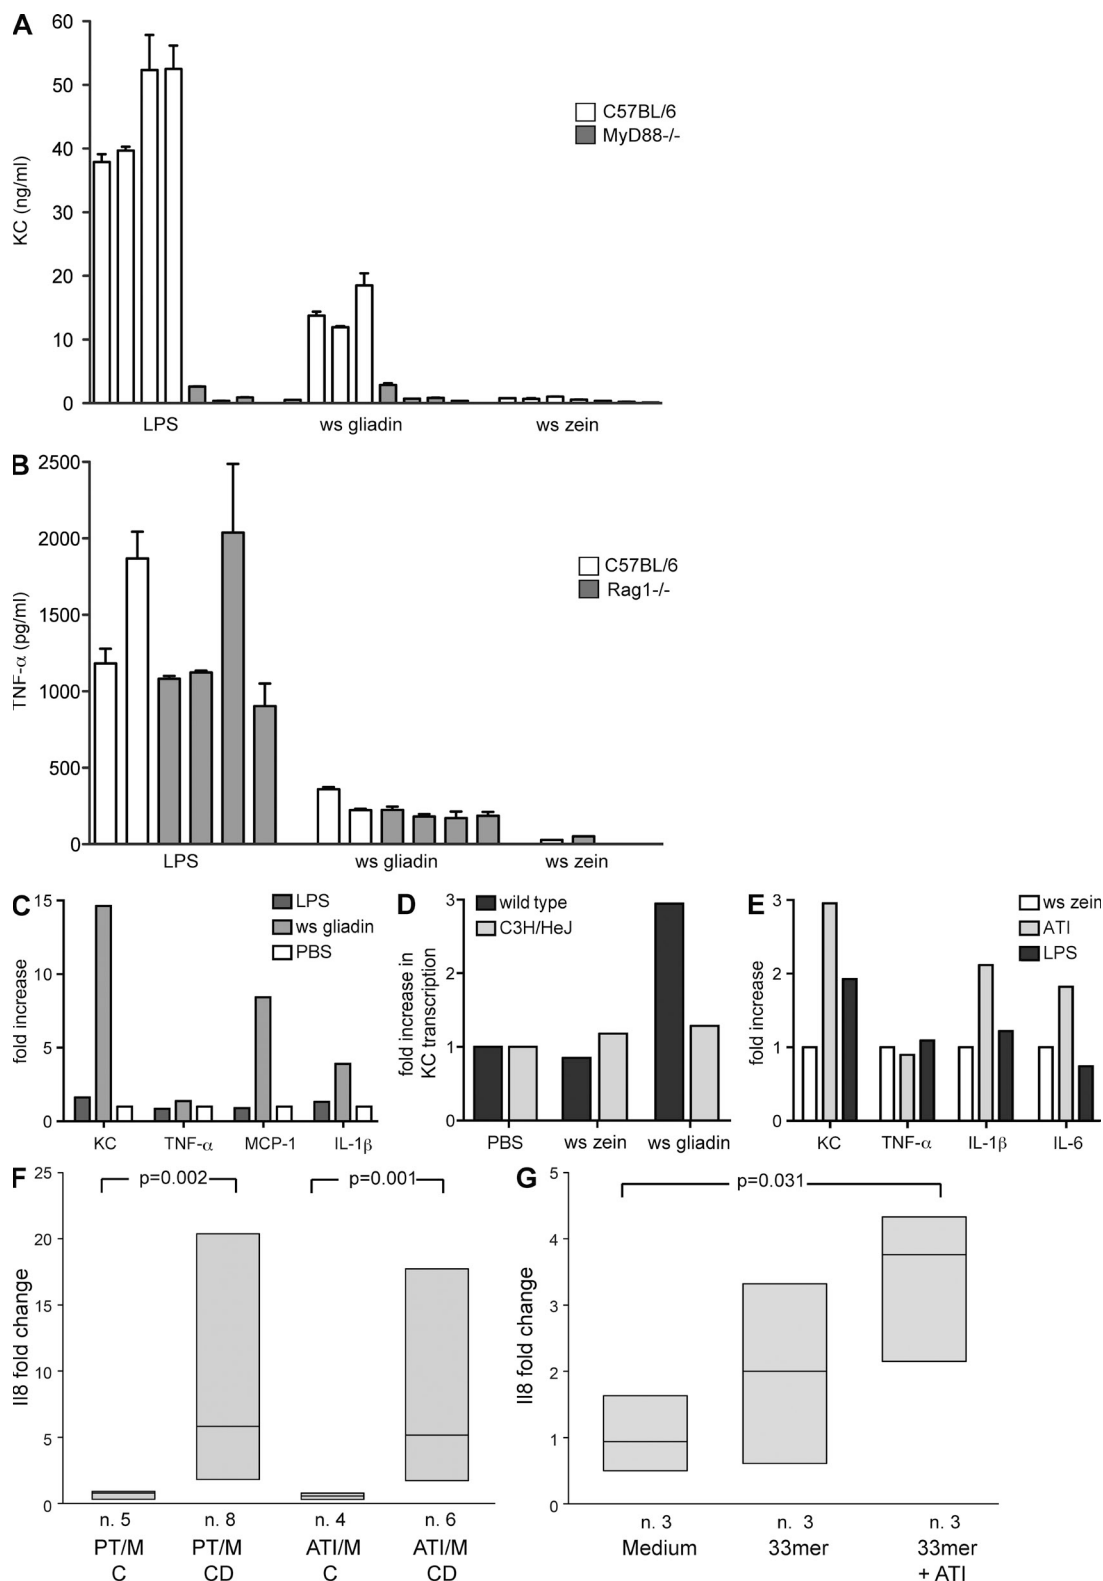 A
60
50
40
30
20
10
0
KC (ng/ml)
C57BL/6
MyD88-/-
LPS
ws gliadin
ws zein
B
2500
2000
1500
1000
500
0
TNF-α (pg/ml)
C57BL/6
Rag1-/-
LPS
ws gliadin
ws zein
C
15
10
5
0
fold increase
LPS
ws gliadin
PBS
KC
TNF-α
MCP-1
IL-1β
D
3
2
1
0
fold increase in
KC transcription
wild type
C3H/HeJ
PBS
ws zein
ws gliadin
E
3
2
1
0
fold increase
ws zein
ATI
LPS
KC
TNF-α
IL-1β
IL-6
F
25
20
15
10
5
0
Il8 fold change
p=0.002
p=0.001
n. 5
n. 8
n. 4
n. 6
PT/M
PT/M
ATI/M
ATI/M
C
CD
C
CD
G
5
4
3
2
1
0
Il8 fold change
p=0.031
n. 3
n. 3
n. 3
Medium
33mer
33mer
+ ATI